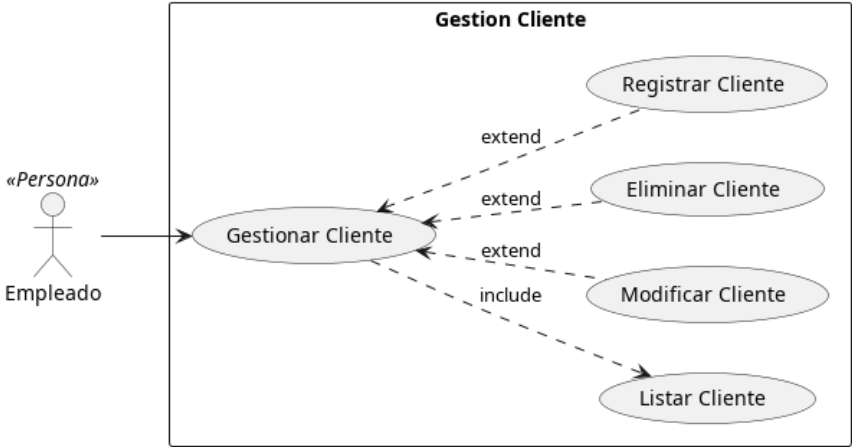 Gestion Cliente
Registrar Cliente
extend
«Persona»
extend
Eliminar Cliente
Gestionar Cliente
extend
Empleado
include
Modificar Cliente
Listar Cliente